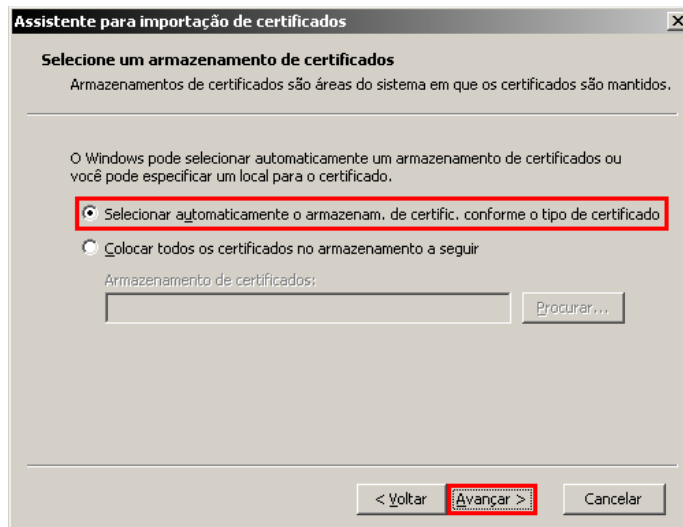 Assistente para importação de certificados
Selecione um armazenamento de certificados
Armazenamentos de certificados são áreas do sistema em que os certificados são mantidos.
O Windows pode selecionar automaticamente um armazenamento de certificados ou
você pode especificar um local para o certificado.
Selecionar automaticamente o armazenam. de certific. conforme o tipo de certificado
Colocar todos os certificados no armazenamento a seguir
Armazenamento de certificados:
Procurar...
< Voltar Avançar > Cancelar